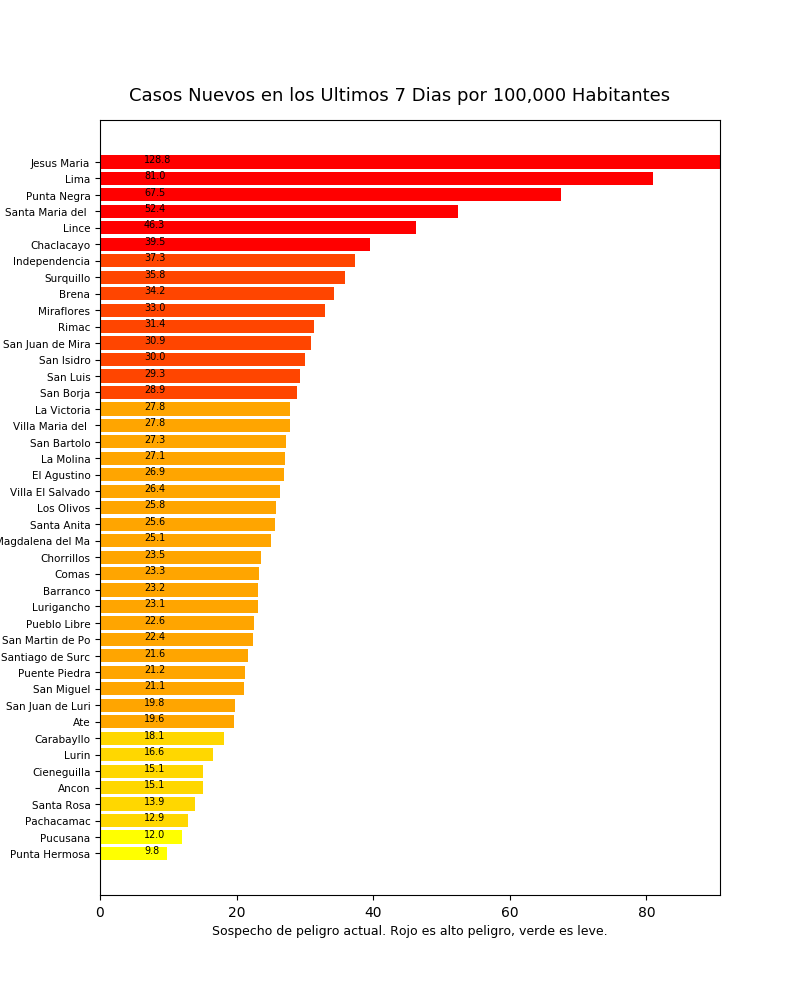 Casos Nuevos en los Ultimos 7 Dias por 100,000 Habitantes
Jesus Maria 128.8
Lima 81.0
Punta Negra 67.5
Santa Maria del 52.4
Lince 46.3
Chaclacayo 39.5
Independencia 37.3
Surquillo 35.8
Brena 34.2
Miraflores 33.0
Rimac 31.4
San Juan de Mira 30.9
San Isidro 30.0
San Luis 29.3
San Borja 28.9
La Victoria 27.8
Villa Maria del 27.8
San Bartolo 27.3
La Molina 27.1
El Agustino 26.9
Villa El Salvado 26.4
Los Olivos 25.8
Santa Anita 25.6
Magdalena del Ma 25.1
Chorrillos 23.5
Comas 23.3
Barranco 23.2
Lurigancho 23.1
Pueblo Libre 22.6
San Martin de Po 22.4
Santiago de Surc 21.6
Puente Piedra 21.2
San Miguel 21.1
San Juan de Luri 19.8
Ate 19.6
Carabayllo 18.1
Lurin 16.6
Cieneguilla 15.1
Ancon 15.1
Santa Rosa 13.9
Pachacamac 12.9
Pucusana 12.0
Punta Hermosa 9.8
0 20 40 60 80
Sospecho de peligro actual. Rojo es alto peligro, verde es leve.